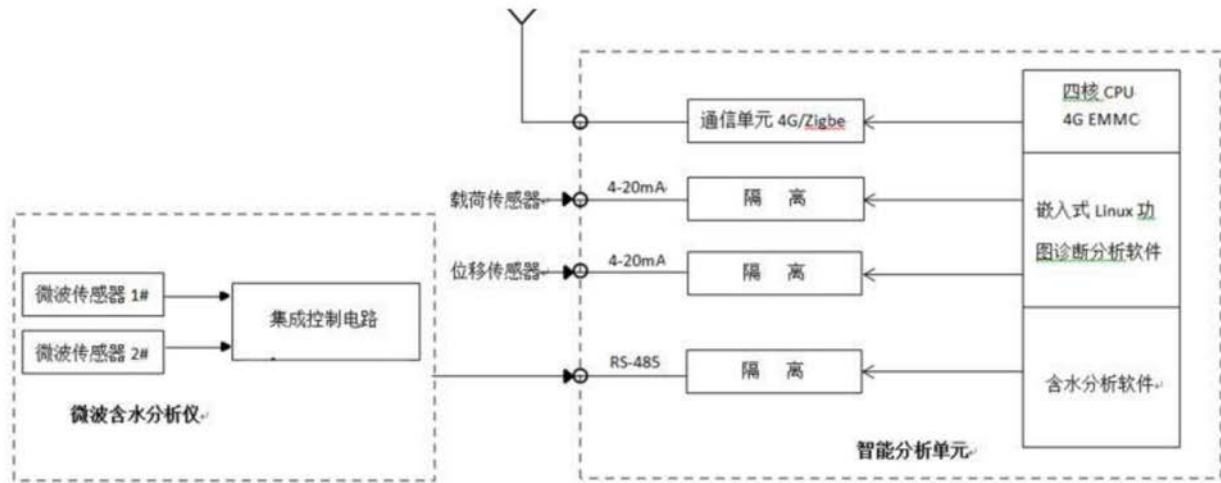 四核 CPU
4G EMMC
通信单元 4G/Zigbe
载荷传感器
4-20mA
隔 离
嵌入式 Linux 功
图诊断分析软件
位移传感器
4-20mA
隔 离
微波传感器 1#
集成控制电路
微波传感器 2#
RS-485
隔 离
含水分析软件
微波含水分析仪
智能分析单元